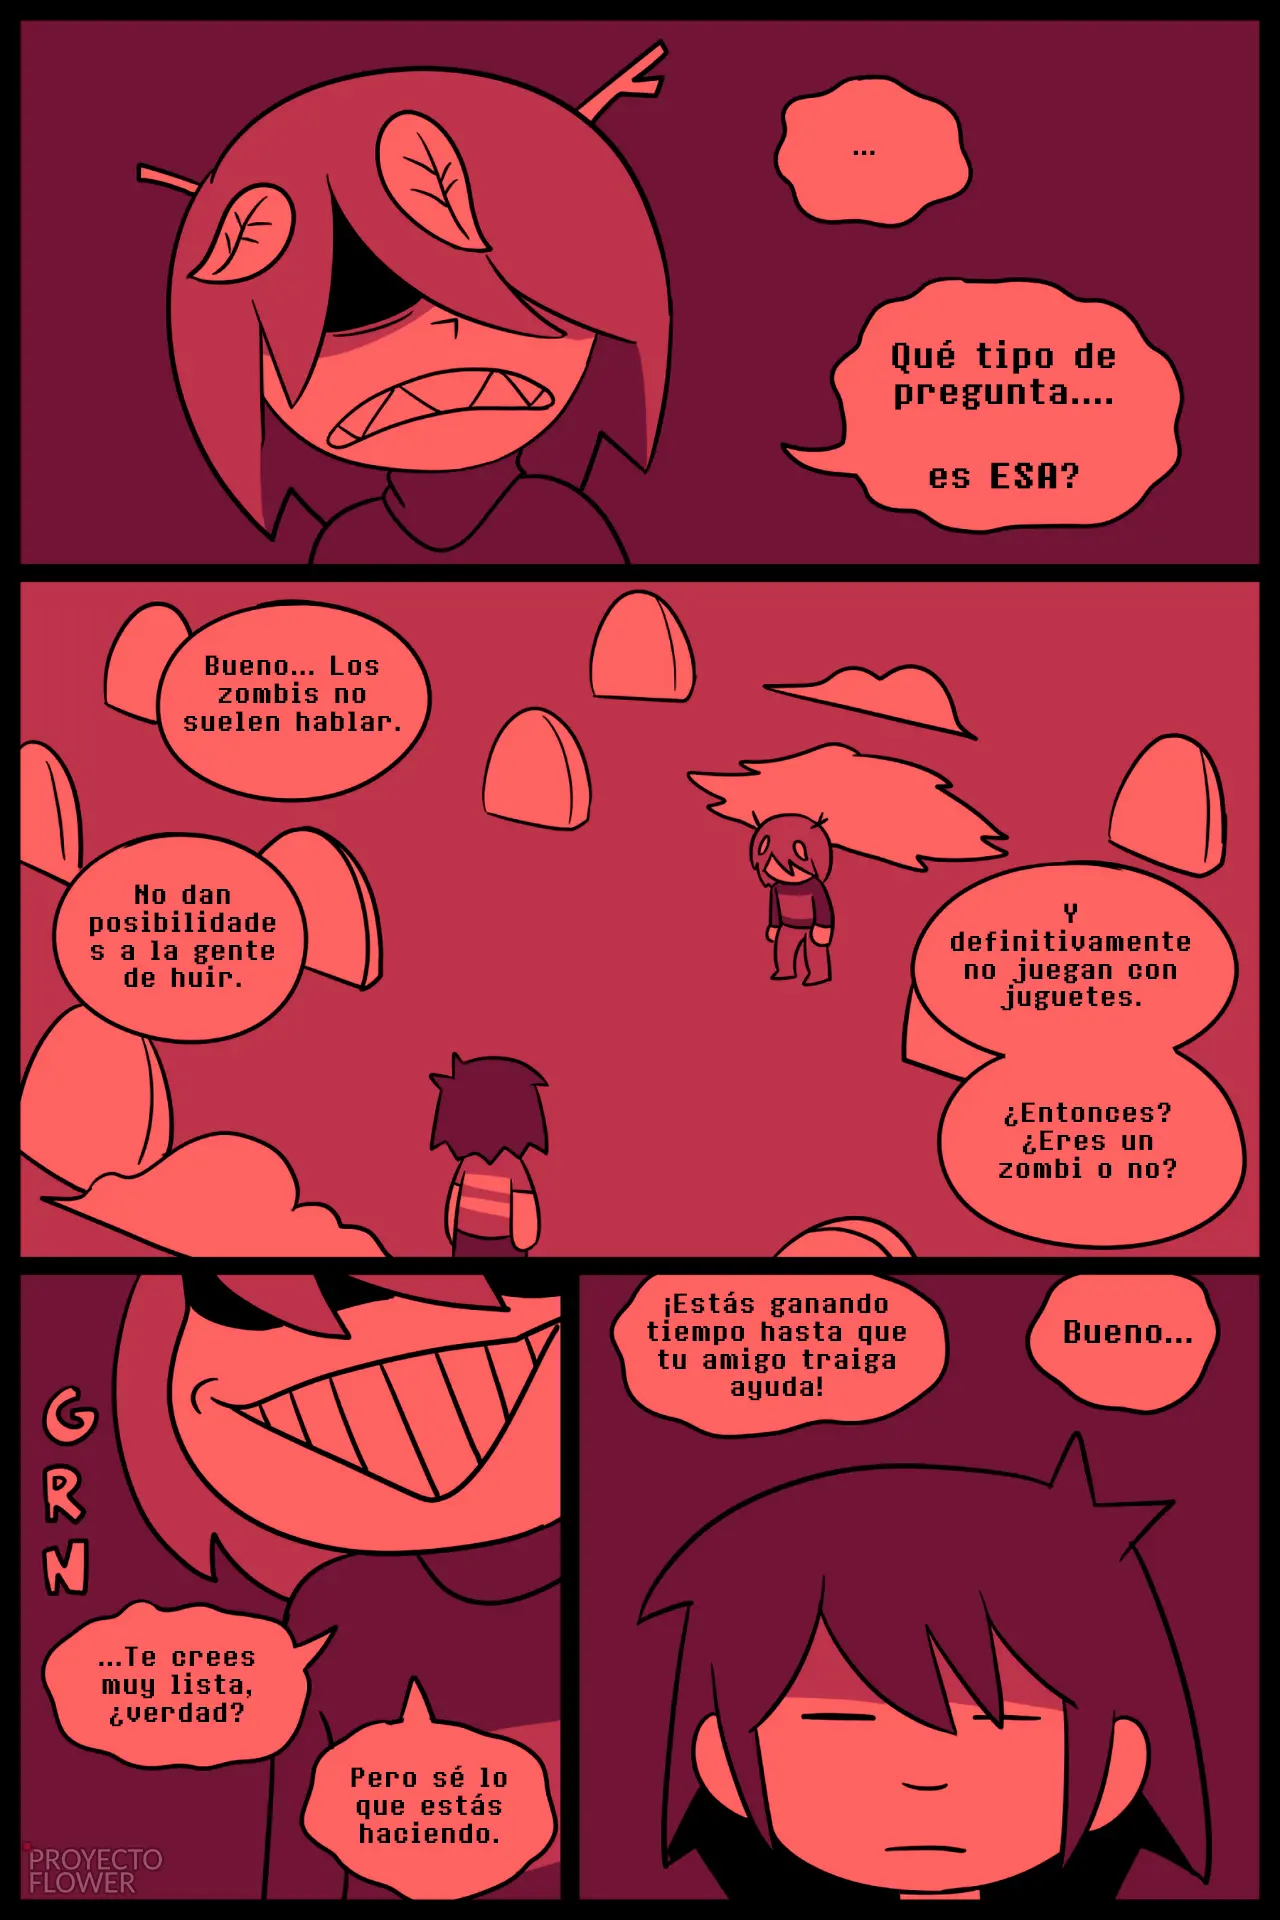 ...
Qué tipo de
pregunta....
es ESA?
Bueno... Los
zombis no
suelen hablar.
No dan
posibilidade
s a la gente
de huir.
Y
definitivamente
no juegan con
juguetes.
¿Entonces?
¿Eres un
zombi o no?
GRN
...Te crees
muy lista,
¿verdad?
Pero sé lo
que estás
haciendo.
¡Estás ganando
tiempo hasta que
tu amigo traiga
ayuda!
Bueno...
PROYECTO
FLOWER